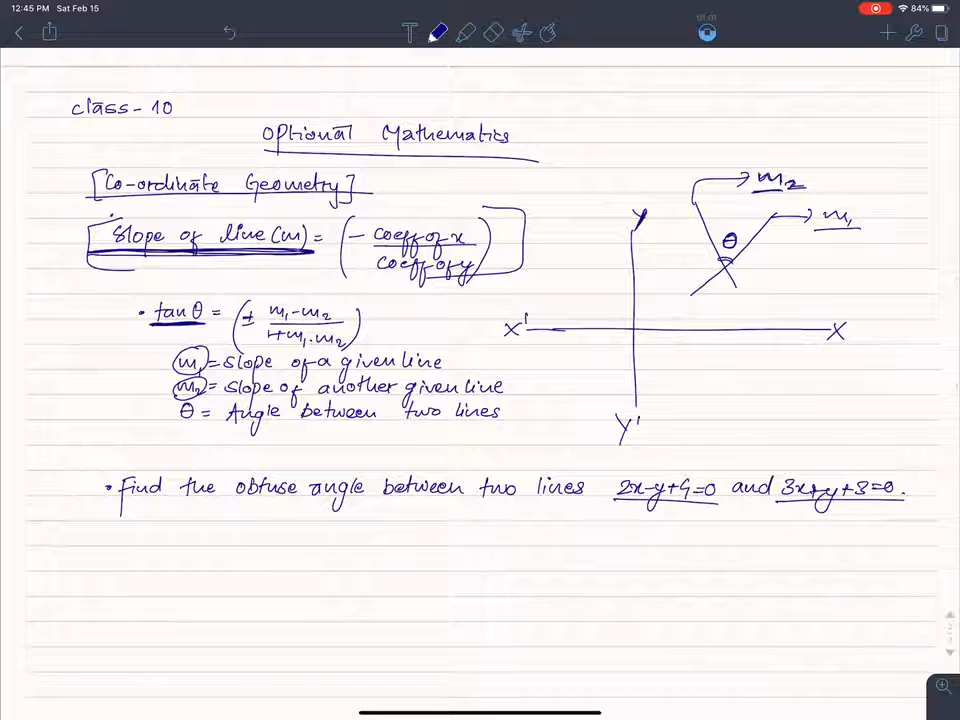 12:45 PM Sat Feb 15
84%
class-10
Optional Mathematics
[Co-ordinate Geometry]
Slope of line(m) = (- coeff of x / coeff of y)
• tanθ = (± m₁-m₂ / 1+m₁.m₂)
m₁ = slope of a given line
m₂ = slope of another given line
θ = Angle between two lines
m₂
m₁
θ
Y
X'
X
Y'
• Find the obtuse angle between two lines 2x-y+4=0 and 3x+y+3=0.